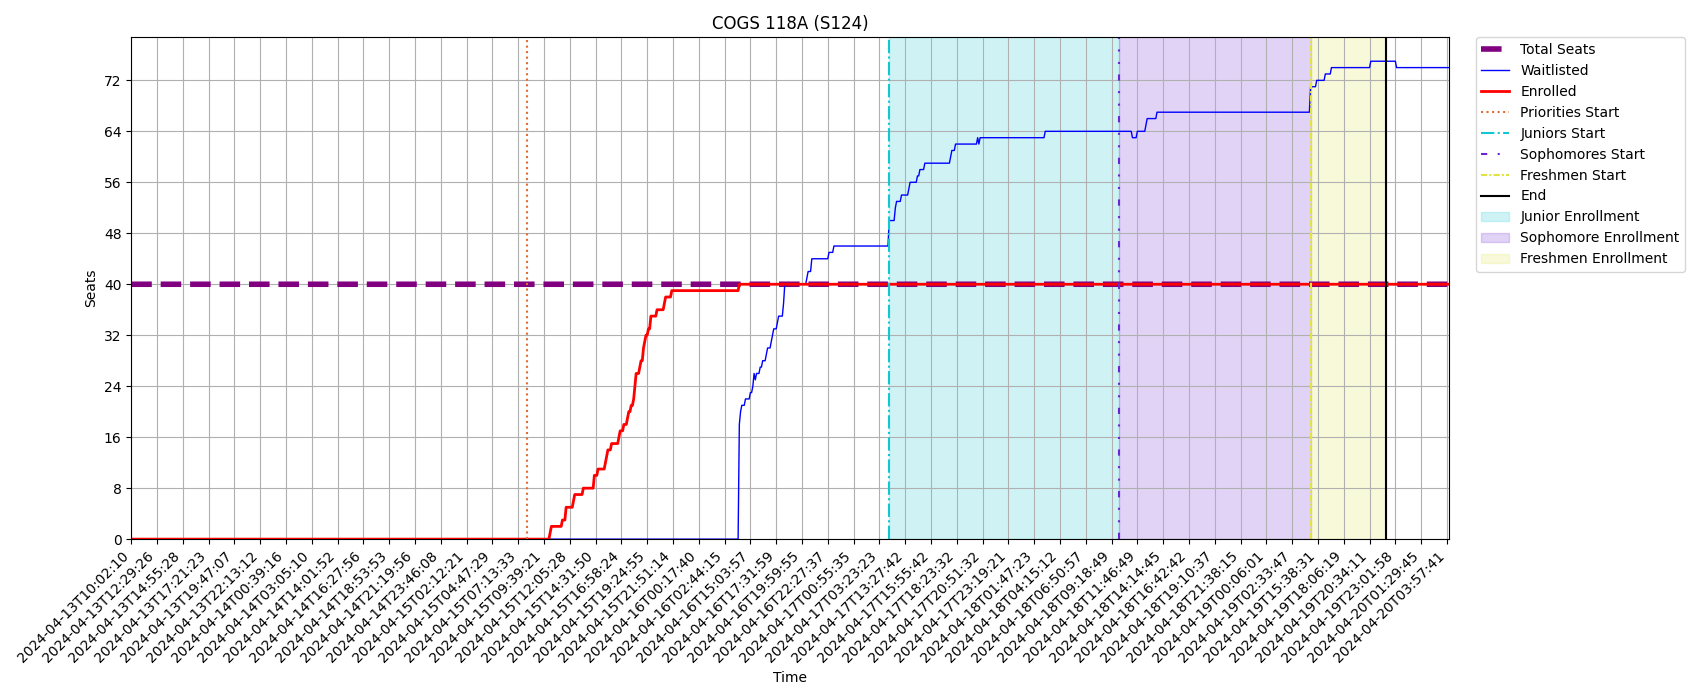 COGS 118A (S124)
Seats
72
64
56
48
40
32
24
16
8
0
2024-04-13T10:02:10
2024-04-13T12:29:26
2024-04-13T14:55:28
2024-04-13T17:21:23
2024-04-13T19:47:07
2024-04-13T22:13:12
2024-04-14T00:39:16
2024-04-14T03:05:10
2024-04-14T14:01:52
2024-04-14T16:27:56
2024-04-14T18:53:53
2024-04-14T21:19:56
2024-04-14T23:46:08
2024-04-15T02:12:21
2024-04-15T04:47:29
2024-04-15T07:13:33
2024-04-15T09:39:21
2024-04-15T12:05:28
2024-04-15T14:31:50
2024-04-15T16:58:24
2024-04-15T19:24:55
2024-04-15T21:51:14
2024-04-16T00:17:40
2024-04-16T02:44:15
2024-04-16T15:03:57
2024-04-16T17:31:59
2024-04-16T19:59:55
2024-04-16T22:27:37
2024-04-17T00:55:35
2024-04-17T03:23:23
2024-04-17T13:27:42
2024-04-17T15:55:42
2024-04-17T18:23:32
2024-04-17T20:51:32
2024-04-17T23:19:21
2024-04-18T01:47:23
2024-04-18T04:15:12
2024-04-18T06:50:57
2024-04-18T09:18:49
2024-04-18T11:46:49
2024-04-18T14:14:45
2024-04-18T16:42:42
2024-04-18T19:10:37
2024-04-18T21:38:15
2024-04-19T00:06:01
2024-04-19T02:33:47
2024-04-19T15:38:31
2024-04-19T18:06:19
2024-04-19T20:34:11
2024-04-19T23:01:58
2024-04-20T01:29:45
2024-04-20T03:57:41
Time
Total Seats
Waitlisted
Enrolled
Priorities Start
Juniors Start
Sophomores Start
Freshmen Start
End
Junior Enrollment
Sophomore Enrollment
Freshmen Enrollment